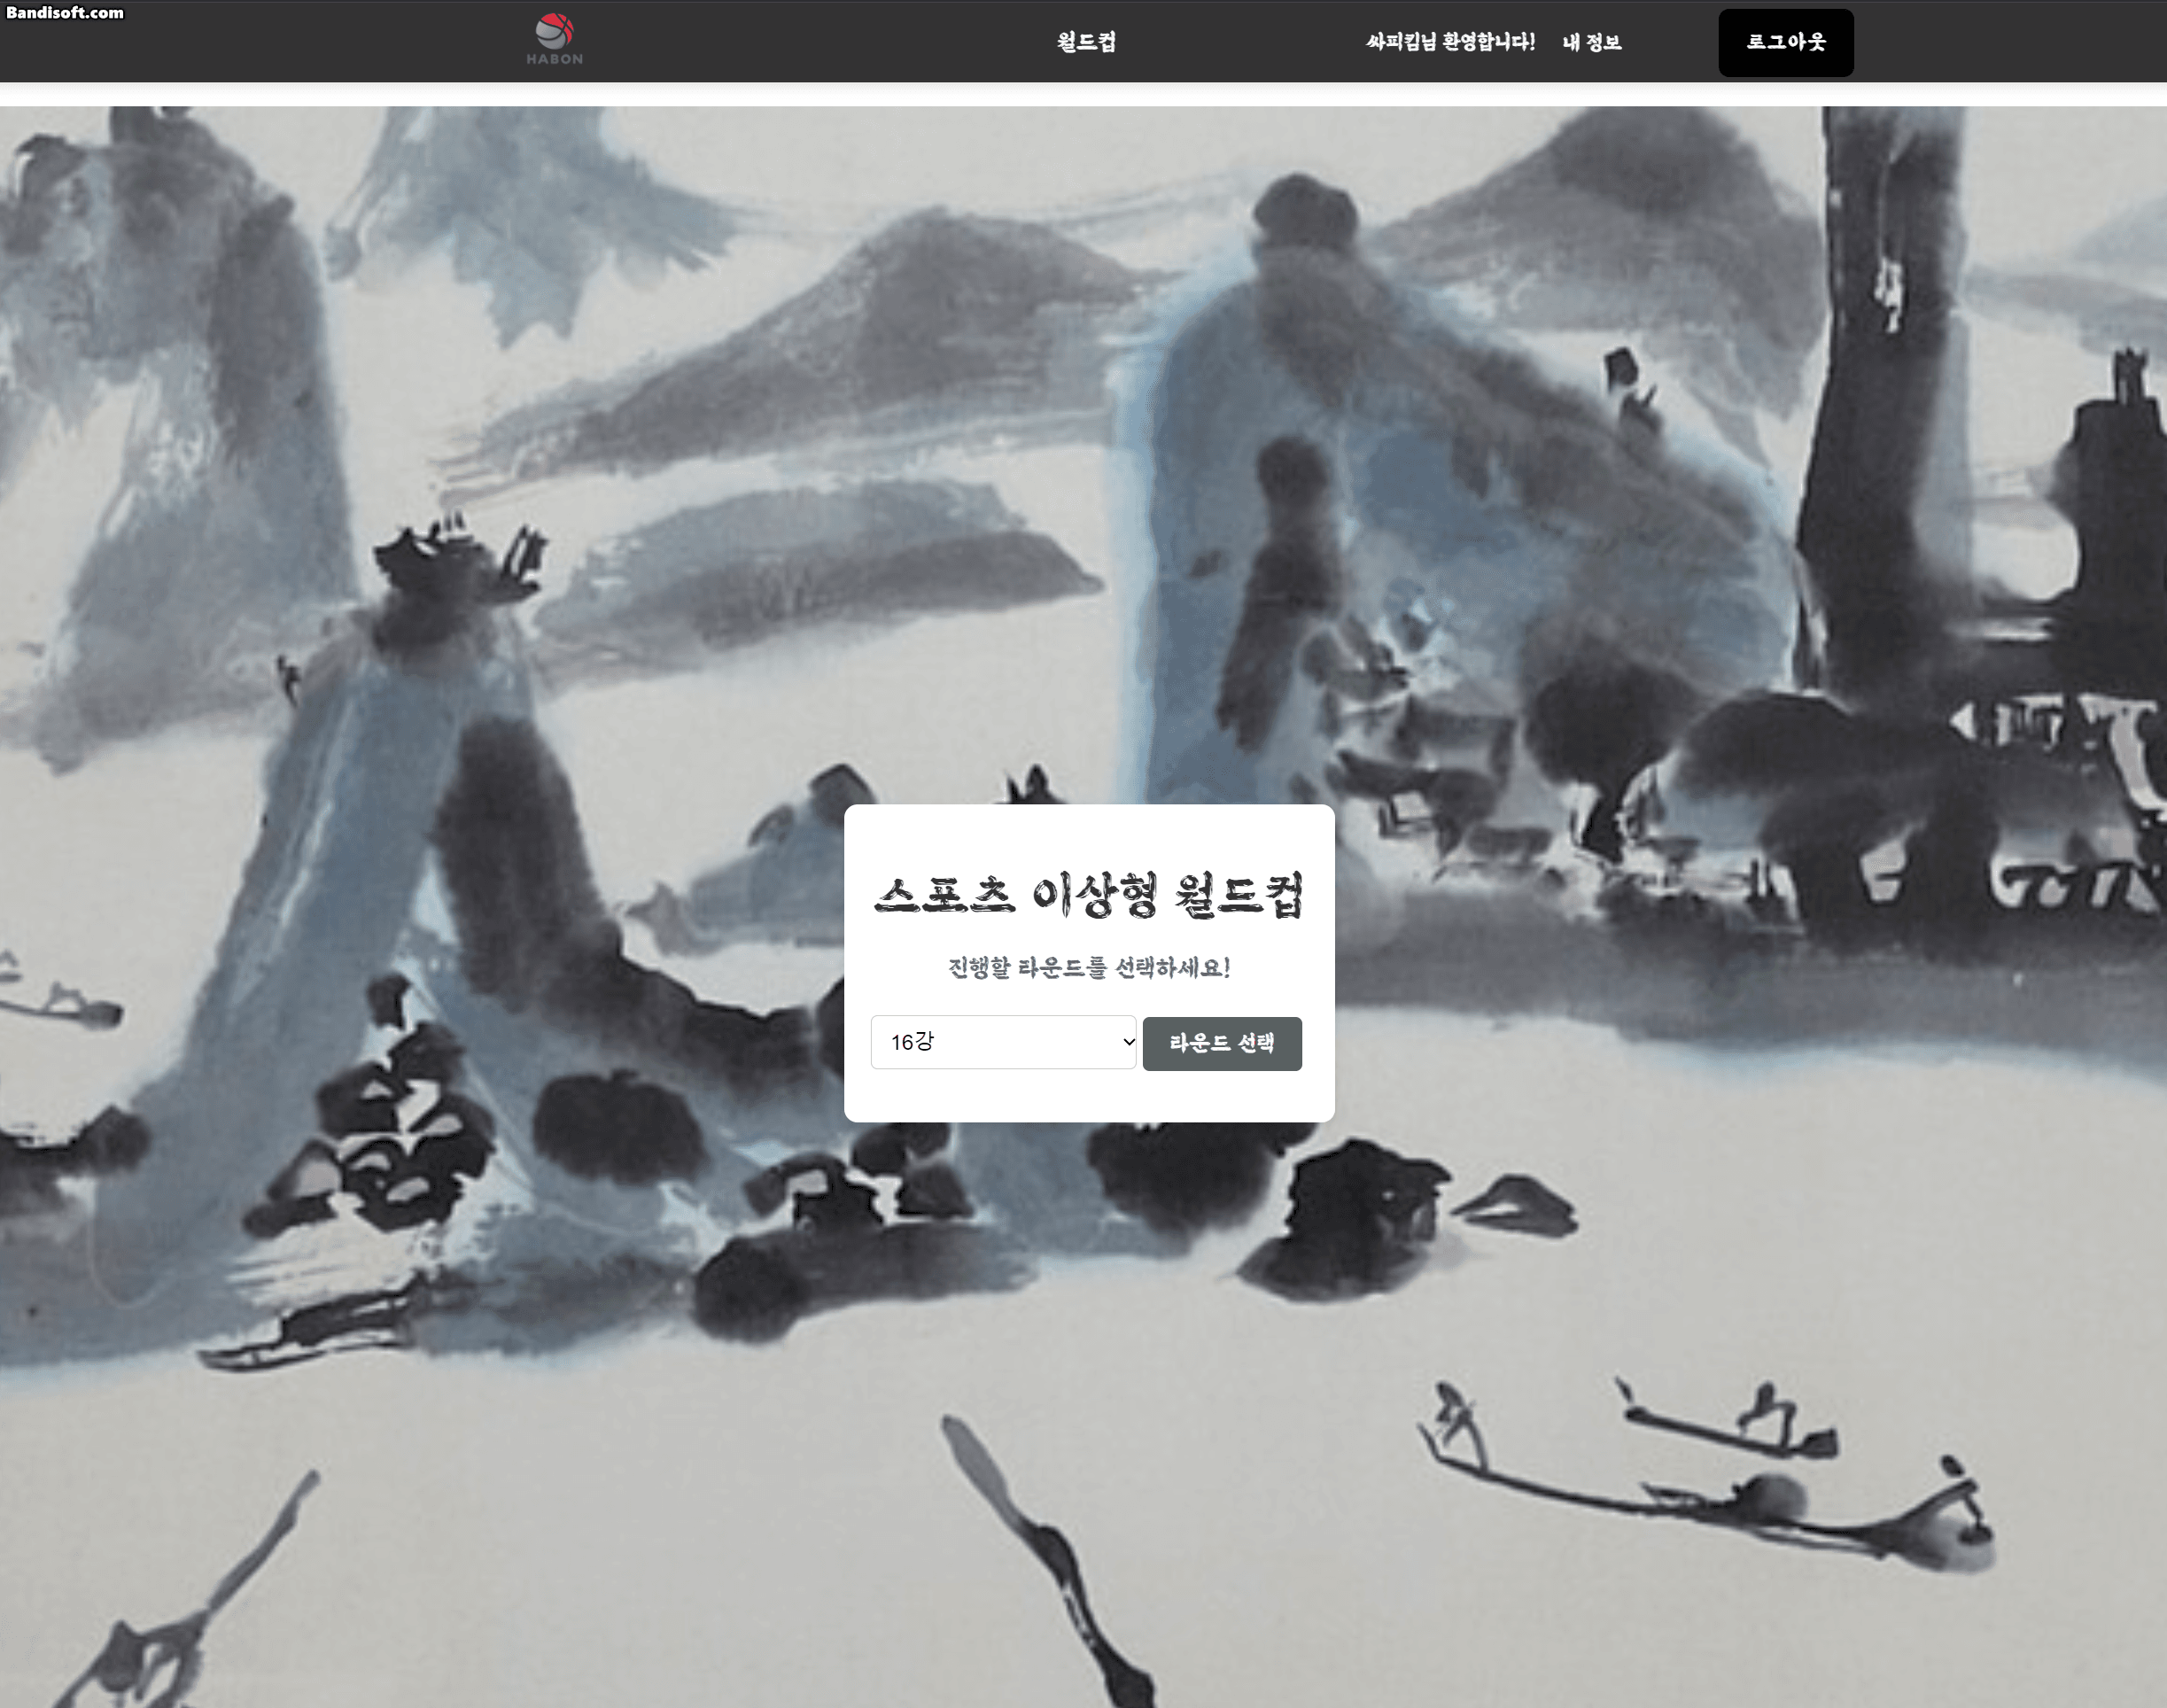 Bandisoft.com
HABON
월드컵
싸피킴님 환영합니다!
내 정보
로그아웃
스포츠 이상형 월드컵
진행할 라운드를 선택하세요!
16강
라운드 선택